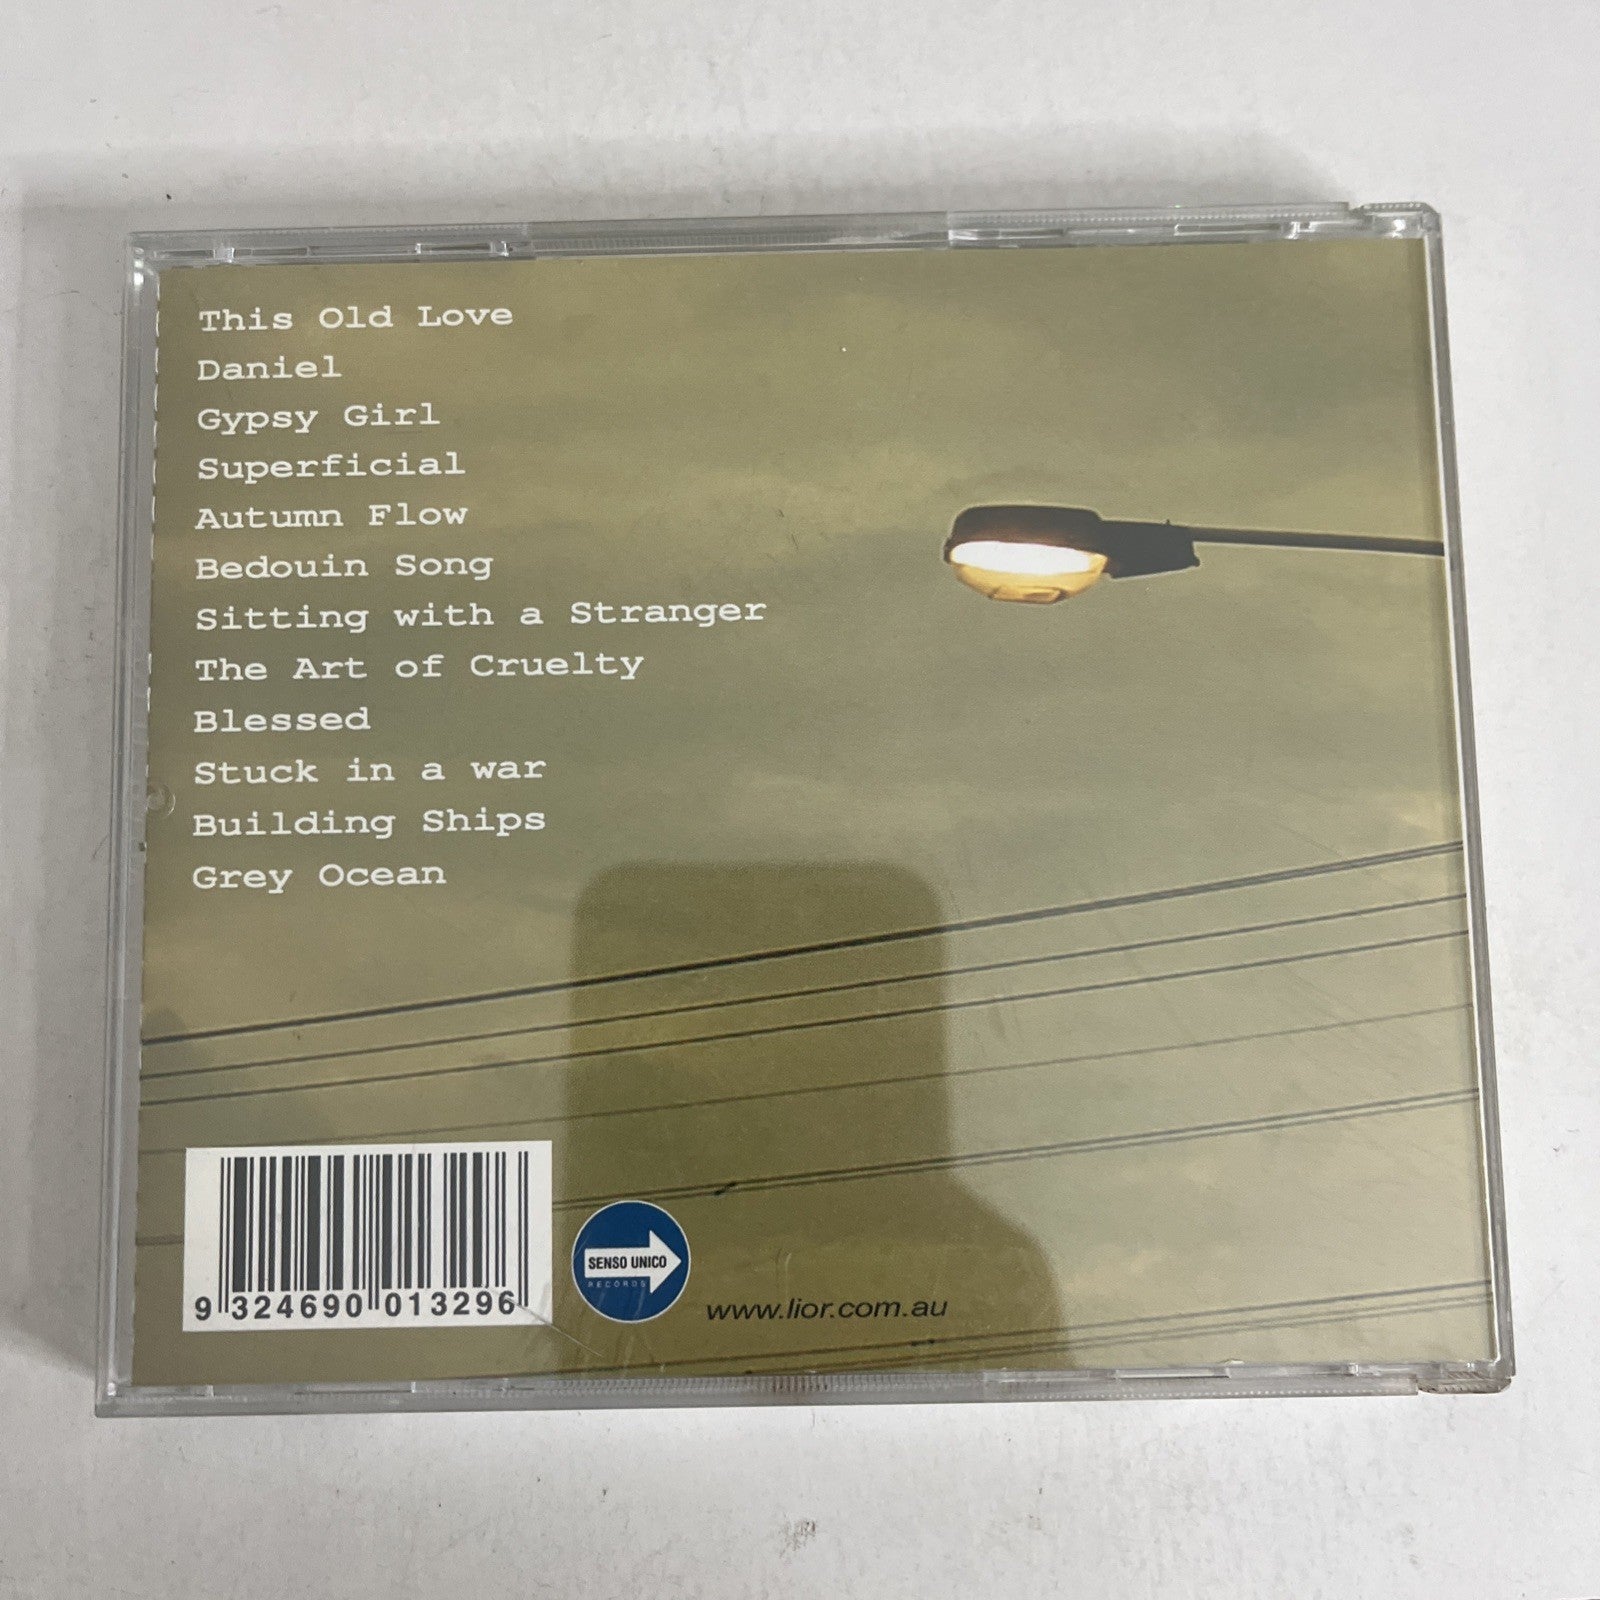 This Old Love
Daniel
Gypsy Girl
Superficial
Autumn Flow
Bedouin Song
Sitting with a Stranger
The Art of Cruelty
Blessed
Stuck in a war
Building Ships
Grey Ocean
9 324690 013296
SENSO UNICO
RECORDS
www.lior.com.au